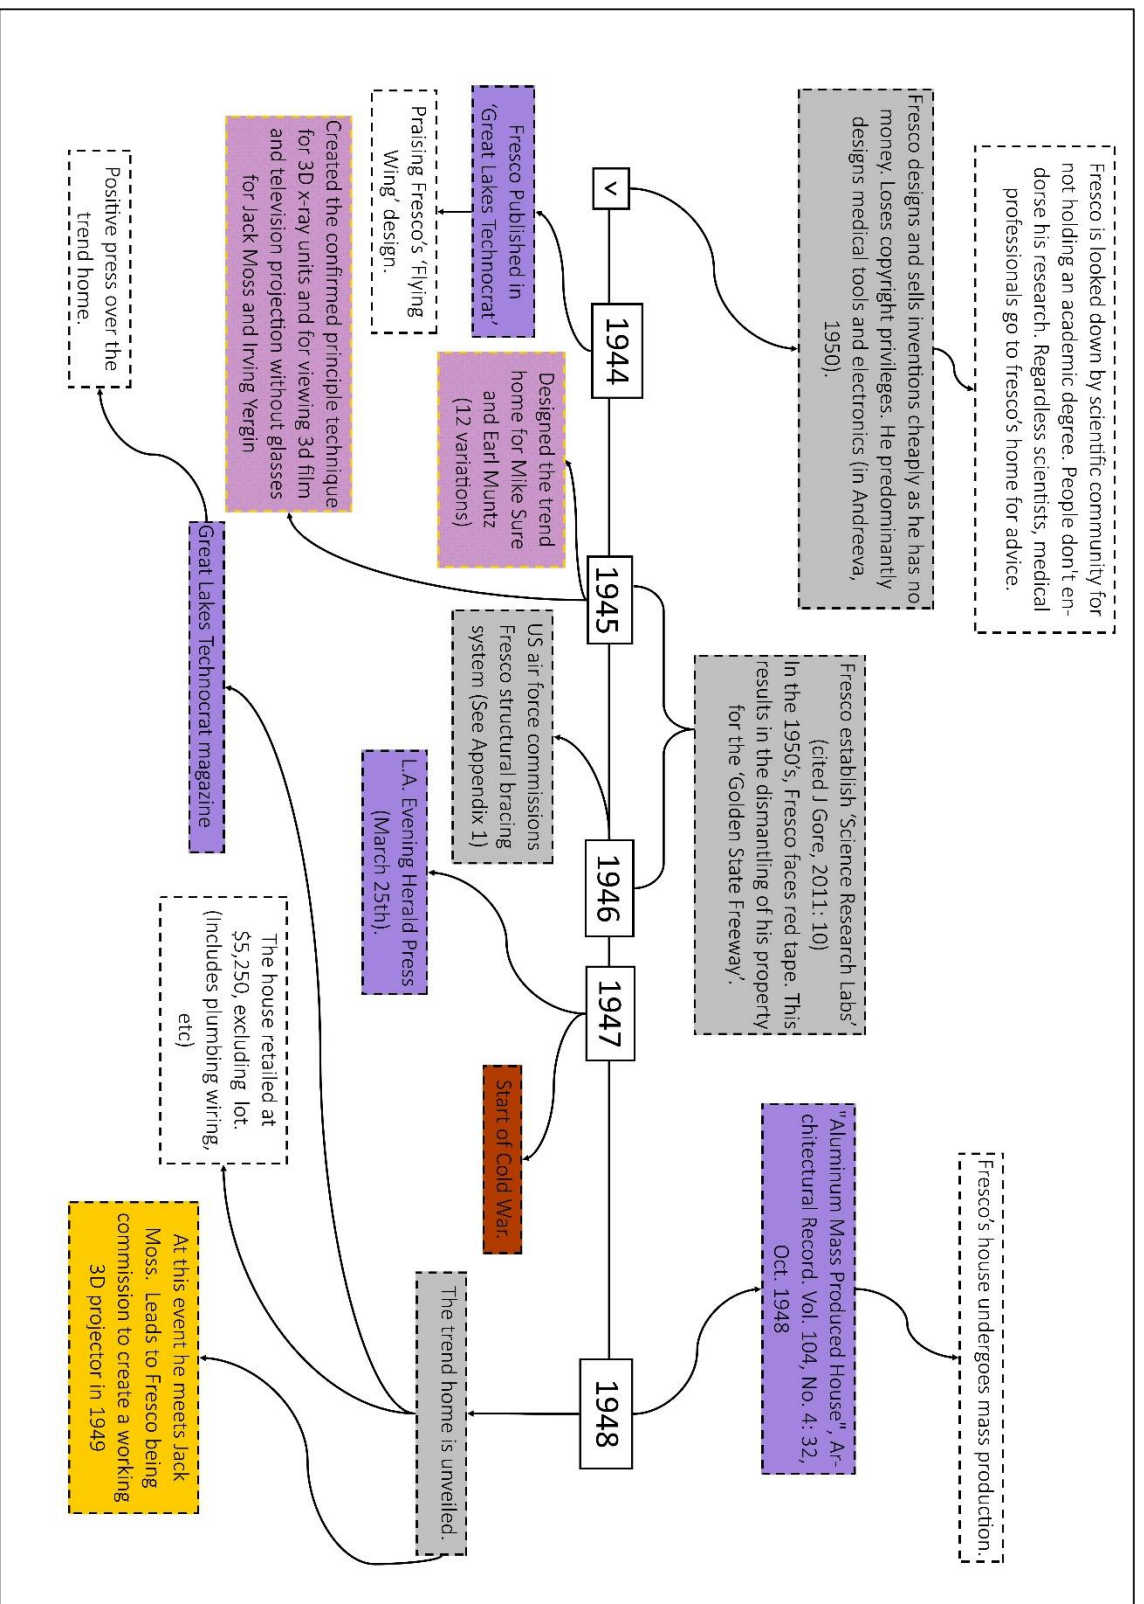 Fresco is looked down by scientific community for
not holding an academic degree. People don't en-
dorse his research. Regardless scientists, medical
professionals go to fresco's home for advice.
Fresco designs and sells inventions cheaply as he has no
money. Loses copyright privileges. He predominantly
designs medical tools and electronics (in Andreeva,
1950).
Fresco establish 'Science Research Labs'
(cited J Gore, 2011: 10)
In the 1950's, Fresco faces red tape. This
results in the dismantling of his property
for the 'Golden State Freeway'.
Fresco's house undergoes mass production.
"Aluminum Mass Produced House", Ar-
chitectural Record. Vol. 104, No. 4: 32,
Oct. 1948
<
1944
1945
1946
1947
1948
Fresco Published in
'Great Lakes Technocrat'
Praising Fresco's 'Flying
Wing' design.
Designed the trend
home for Mike Sure
and Earl Muntz
(12 variations)
Created the confirmed principle technique
for 3D x-ray units and for viewing 3d film
and television projection without glasses
for Jack Moss and Irving Yergin
US air force commissions
Fresco structural bracing
system (See Appendix 1)
L.A. Evening Herald Press
(March 25th).
Start of Cold War.
The trend home is unveiled.
Great Lakes Technocrat magazine
Positive press over the
trend home.
The house retailed at
$5,250, excluding lot.
(Includes plumbing wiring,
etc)
At this event he meets Jack
Moss. Leads to Fresco being
commission to create a working
3D projector in 1949